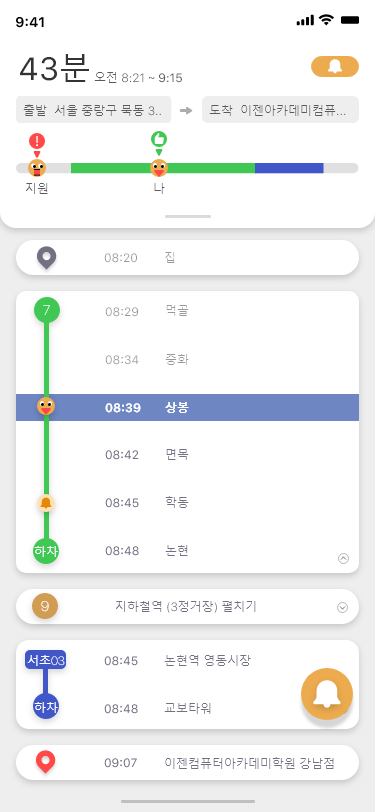 9:41
43분 오전 8:21 ~ 9:15
출발 서울 중랑구 묵동 3... 도착 이젠아카데미컴퓨...
!
지원 나
08:20 집
7 08:29 먹골
08:34 중화
08:39 상봉
08:42 면목
08:45 학동
하차 08:48 논현
9 지하철역 (3정거장) 펼치기
서초03 08:45 논현역 영동시장
하차 08:48 교보타워
09:07 이젠컴퓨터아카데미학원 강남점